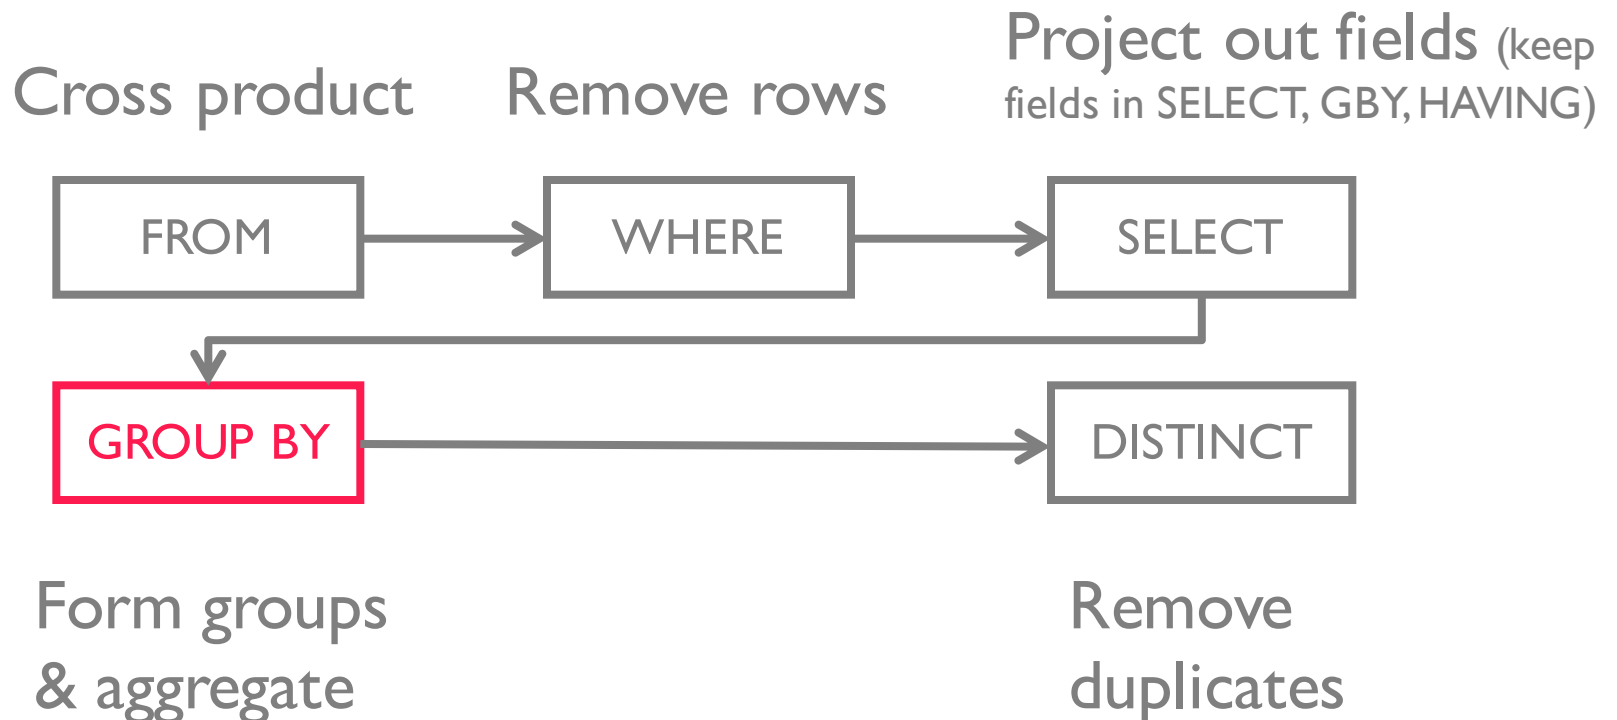 Cross product
Remove rows
Project out fields (keep
fields in SELECT, GBY, HAVING)
FROM
WHERE
SELECT
GROUP BY
DISTINCT
Form groups
& aggregate
Remove
duplicates